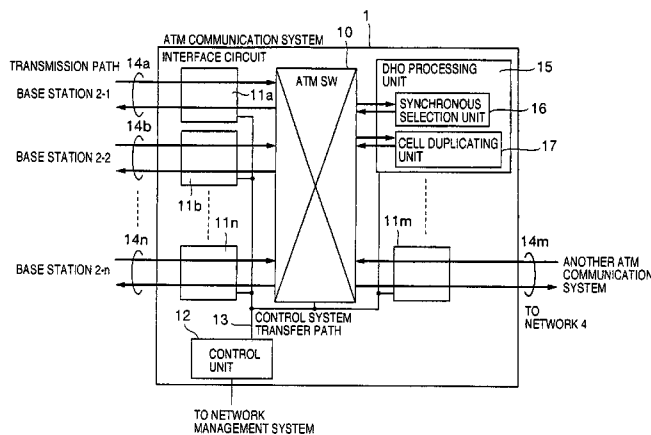 1
ATM COMMUNICATION SYSTEM
10
15
INTERFACE CIRCUIT
TRANSMISSION PATH
14a
DHO PROCESSING
UNIT
ATM SW
BASE STATION 2-1
11a
SYNCHRONOUS
SELECTION UNIT
16
14b
CELL DUPLICATING
UNIT
17
BASE STATION 2-2
11b
14n
11n
11m
14m
BASE STATION 2-n
ANOTHER ATM
COMMUNICATION
SYSTEM
TO
NETWORK 4
12
13
CONTROL SYSTEM
TRANSFER PATH
CONTROL
UNIT
TO NETWORK
MANAGEMENT SYSTEM